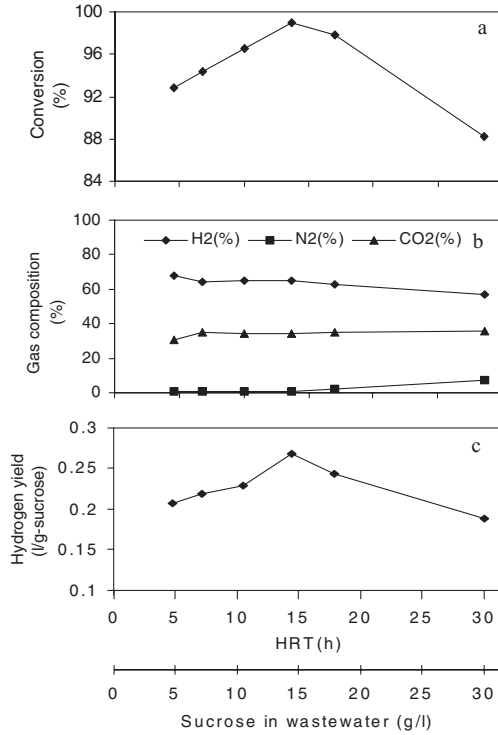 a
100
96
92
88
84
Conversion
(%)
100
80
60
40
20
0
H2(%) N2(%) CO2(%) b
Gas composition
(%)
0.3
0.25
0.2
0.15
0.1
c
Hydrogen yield
(l/g-sucrose)
0 5 10 15 20 25 30
HRT(h)
0 5 10 15 20 25 30
Sucrose in wastewater (g/l)